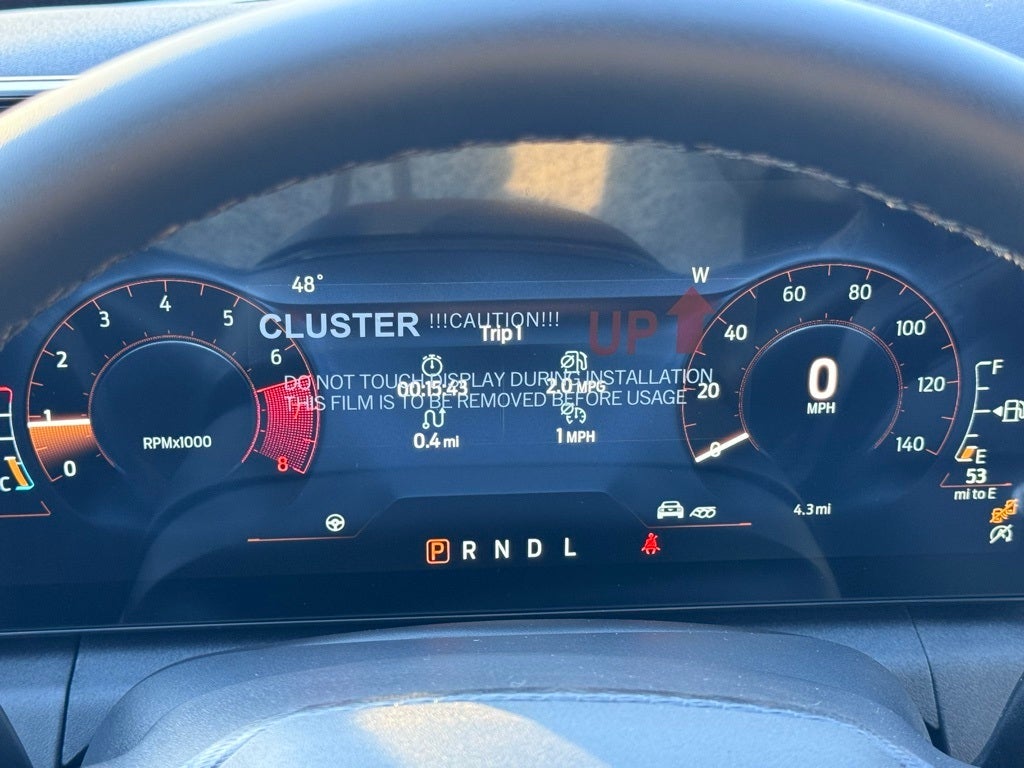 48°
W
CLUSTER !!!CAUTION!!! UP
Trip 1
DO NOT TOUCH DISPLAY DURING INSTALLATION
THIS FILM IS TO BE REMOVED BEFORE USAGE
00:15:43
2.0 MPG
0.4 mi
1 MPH
0
1
2
3
4
5
6
8
RPMx1000
0
20
40
60
80
100
120
140
0
MPH
F
E
53
mi to E
C
4.3 mi
P R N D L